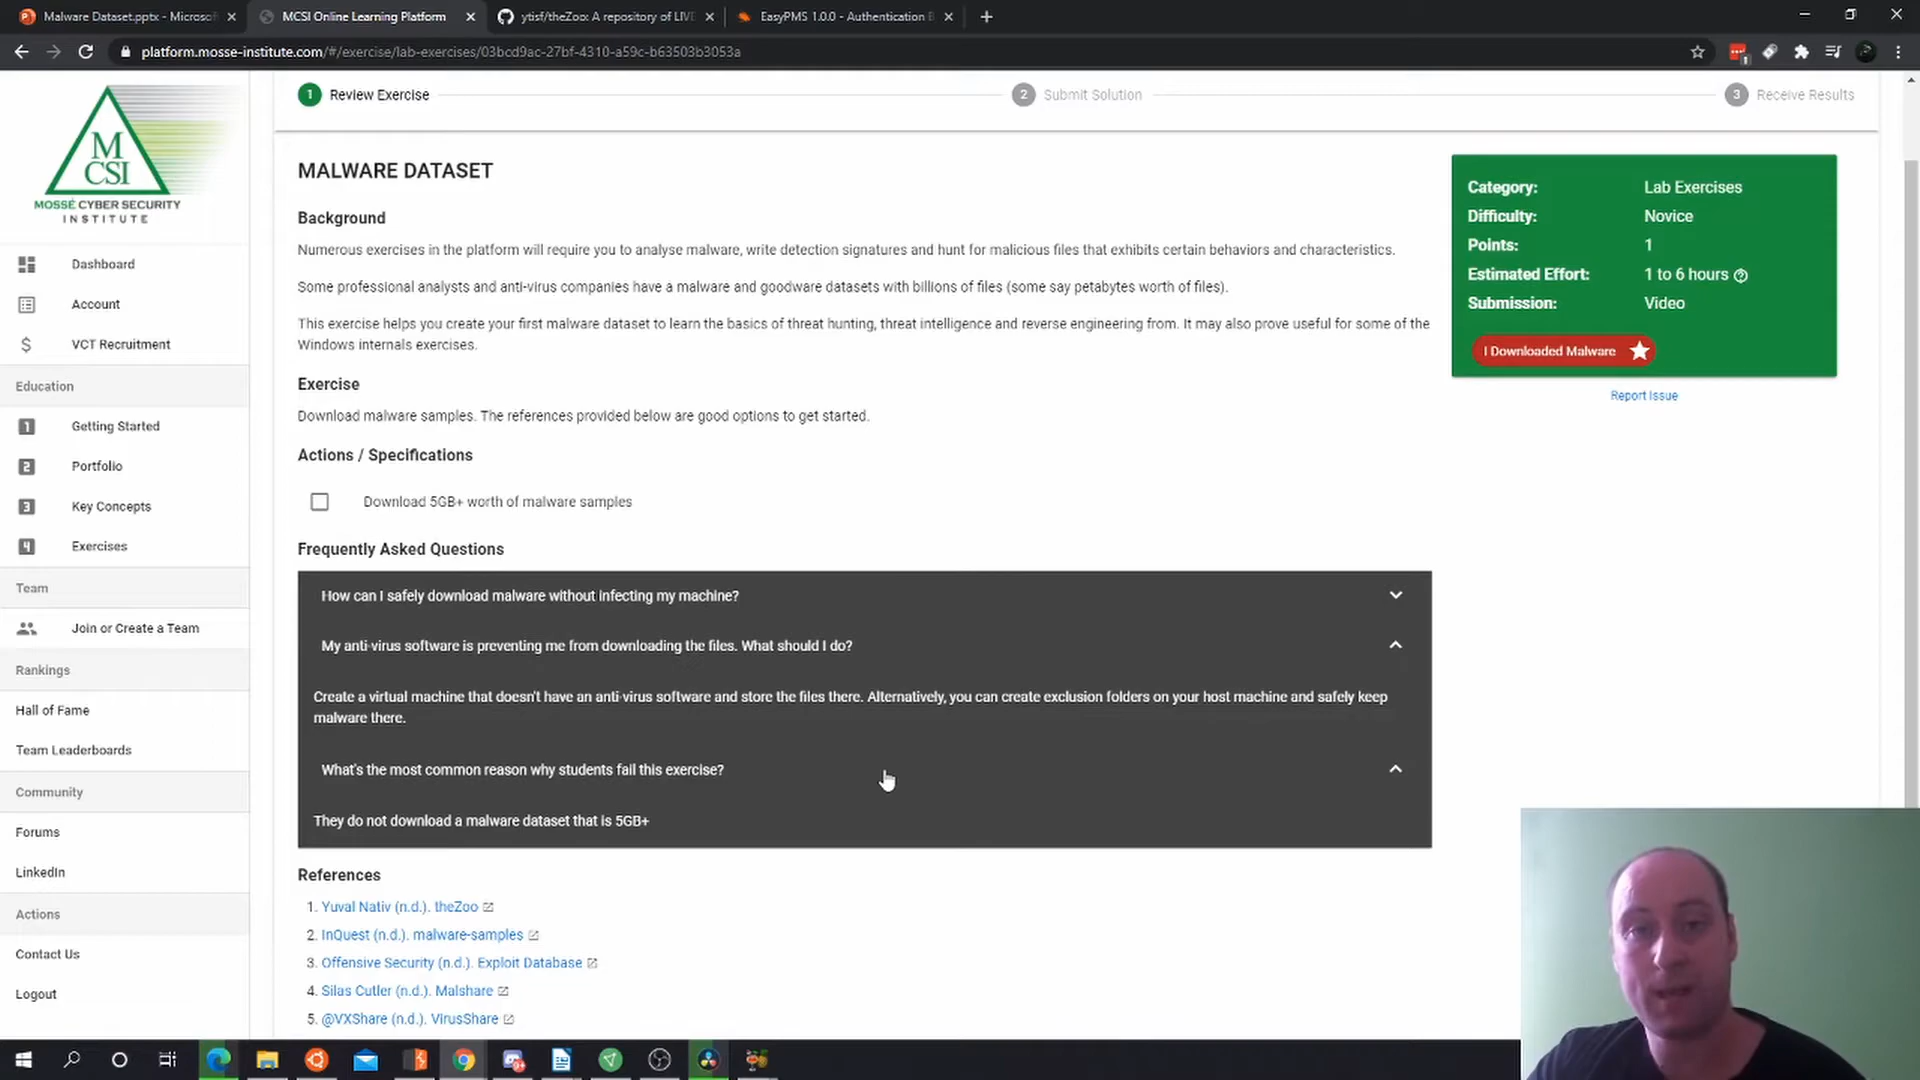 Malware Dataset.pptx - Microsof
MCSI Online Learning Platform
ytisf/theZoo: A repository of LIVE
EasyPMS 1.0.0 - Authentication B
platform.mosse-institute.com/#/exercise/lab-exercises/03bcd9ac-27bf-4310-a59c-b63503b3053a
M
CSI
MOSSÉ CYBER SECURITY
INSTITUTE
Dashboard
Account
VCT Recruitment
Education
1 Getting Started
2 Portfolio
3 Key Concepts
4 Exercises
Team
Join or Create a Team
Rankings
Hall of Fame
Team Leaderboards
Community
Forums
LinkedIn
Actions
Contact Us
Logout
1 Review Exercise
2 Submit Solution
3 Receive Results
MALWARE DATASET
Background
Numerous exercises in the platform will require you to analyse malware, write detection signatures and hunt for malicious files that exhibits certain behaviors and characteristics.
Some professional analysts and anti-virus companies have a malware and goodware datasets with billions of files (some say petabytes worth of files).
This exercise helps you create your first malware dataset to learn the basics of threat hunting, threat intelligence and reverse engineering from. It may also prove useful for some of the
Windows internals exercises.
Exercise
Download malware samples. The references provided below are good options to get started.
Actions / Specifications
Download 5GB+ worth of malware samples
Frequently Asked Questions
How can I safely download malware without infecting my machine?
My anti-virus software is preventing me from downloading the files. What should I do?
Create a virtual machine that doesn't have an anti-virus software and store the files there. Alternatively, you can create exclusion folders on your host machine and safely keep
malware there.
What's the most common reason why students fail this exercise?
They do not download a malware dataset that is 5GB+
References
1. Yuval Nativ (n.d.). theZoo
2. InQuest (n.d.). malware-samples
3. Offensive Security (n.d.). Exploit Database
4. Silas Cutler (n.d.). Malshare
5. @VXShare (n.d.). VirusShare
Category: Lab Exercises
Difficulty: Novice
Points: 1
Estimated Effort: 1 to 6 hours
Submission: Video
I Downloaded Malware
Report Issue